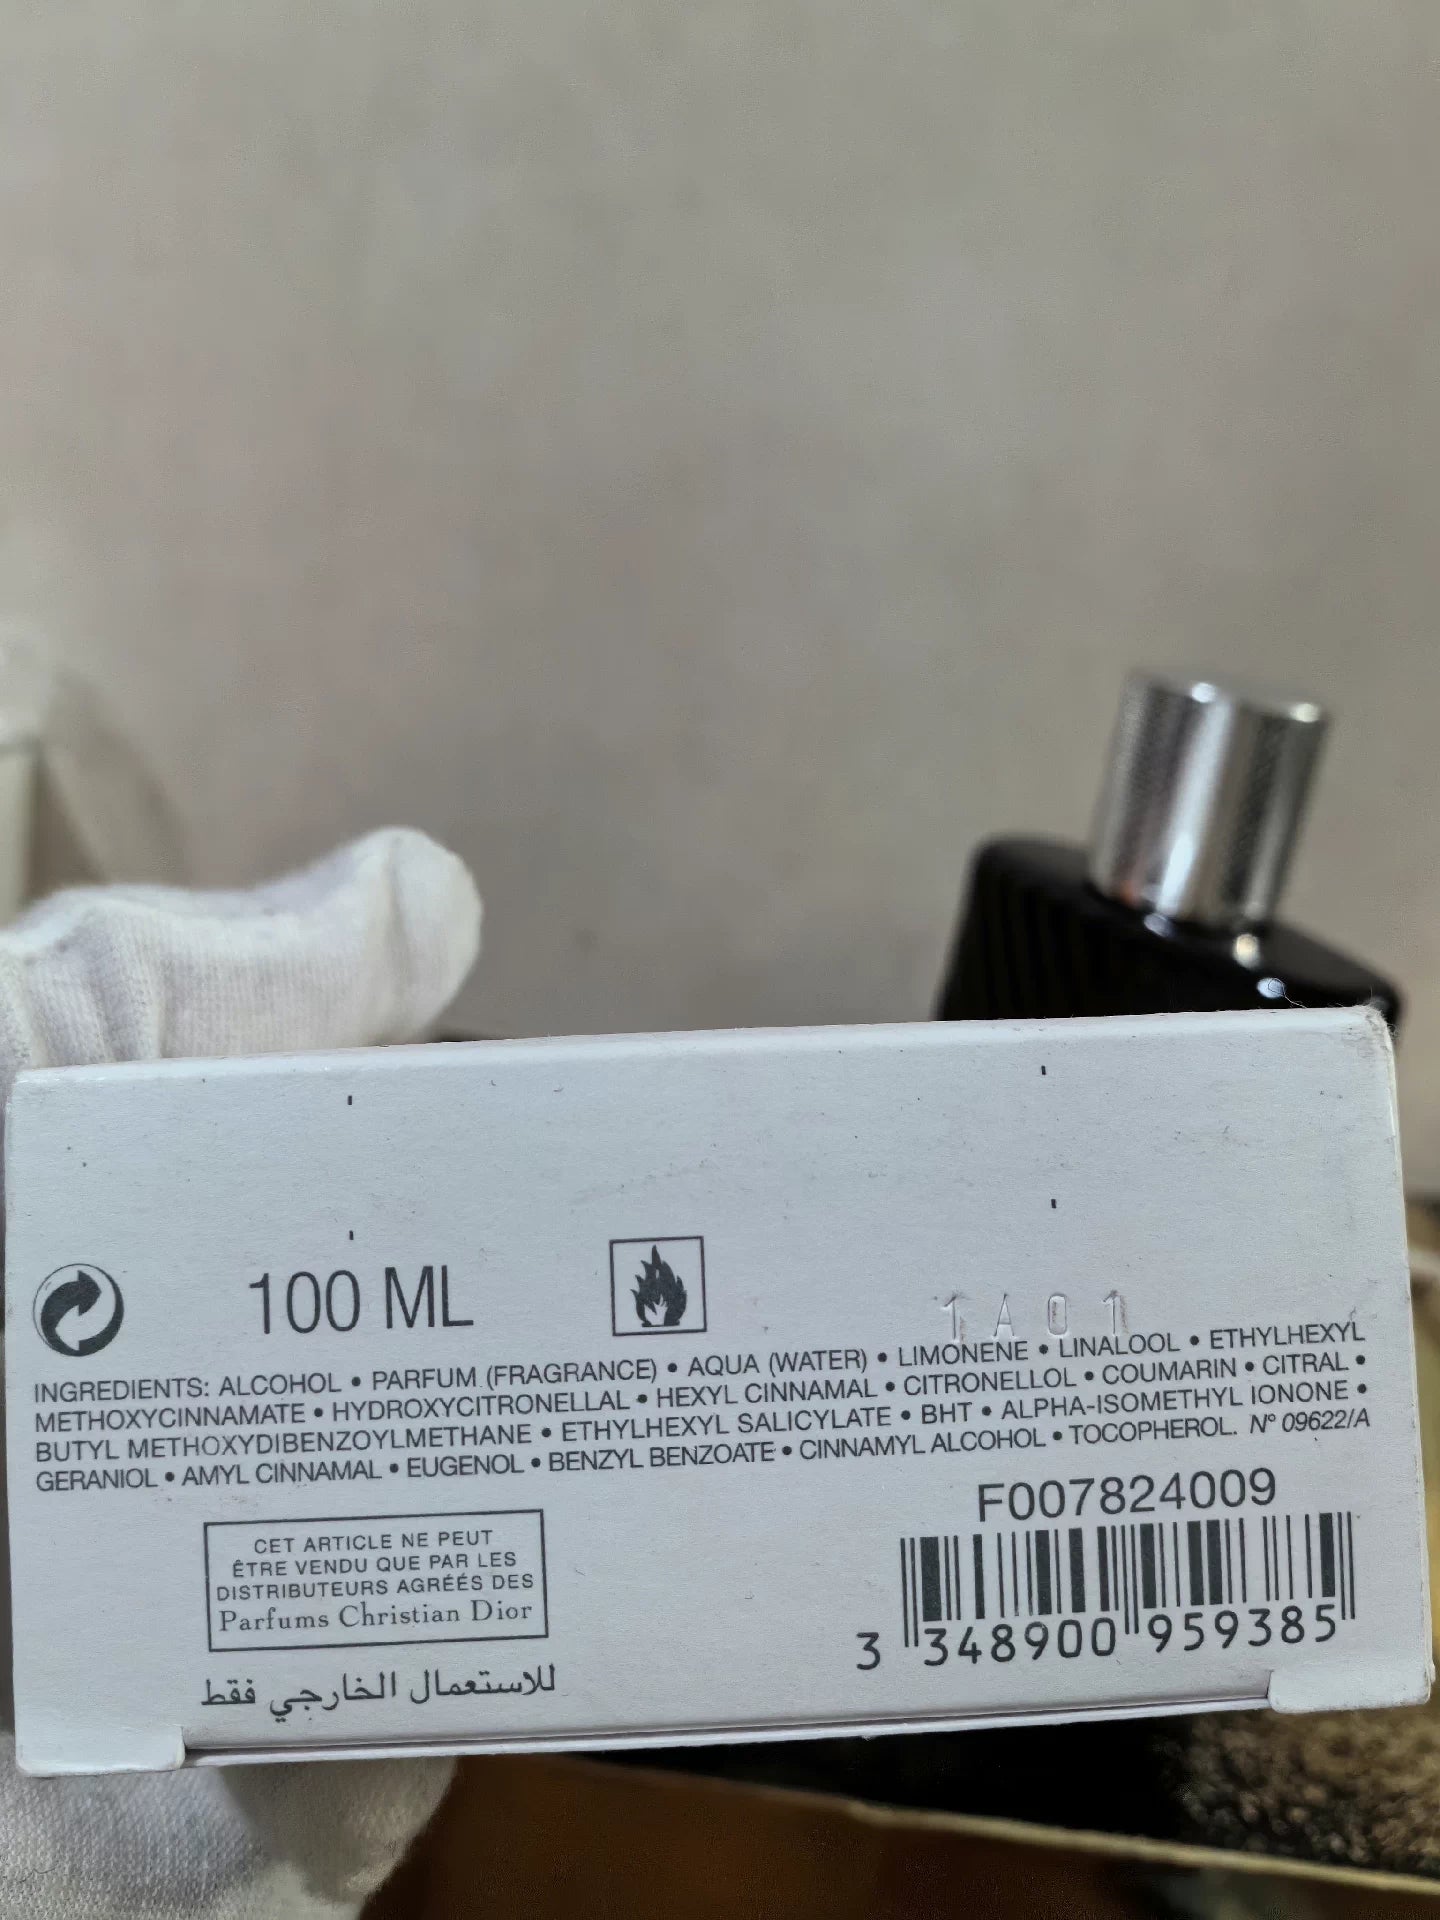 100 ML
1A01
INGREDIENTS: ALCOHOL • PARFUM (FRAGRANCE) • AQUA (WATER) • LIMONENE • LINALOOL • ETHYLHEXYL
METHOXYCINNAMATE • HYDROXYCITRONELLAL • HEXYL CINNAMAL • CITRONELLOL • COUMARIN • CITRAL •
BUTYL METHOXYDIBENZOYLMETHANE • ETHYLHEXYL SALICYLATE • BHT • ALPHA-ISOMETHYL IONONE •
GERANIOL • AMYL CINNAMAL • EUGENOL • BENZYL BENZOATE • CINNAMYL ALCOHOL • TOCOPHEROL. N° 09622/A
CET ARTICLE NE PEUT
ÊTRE VENDU QUE PAR LES
DISTRIBUTEURS AGRÉÉS DES
Parfums Christian Dior
للاستعمال الخارجي فقط
F007824009
3 348900 959385